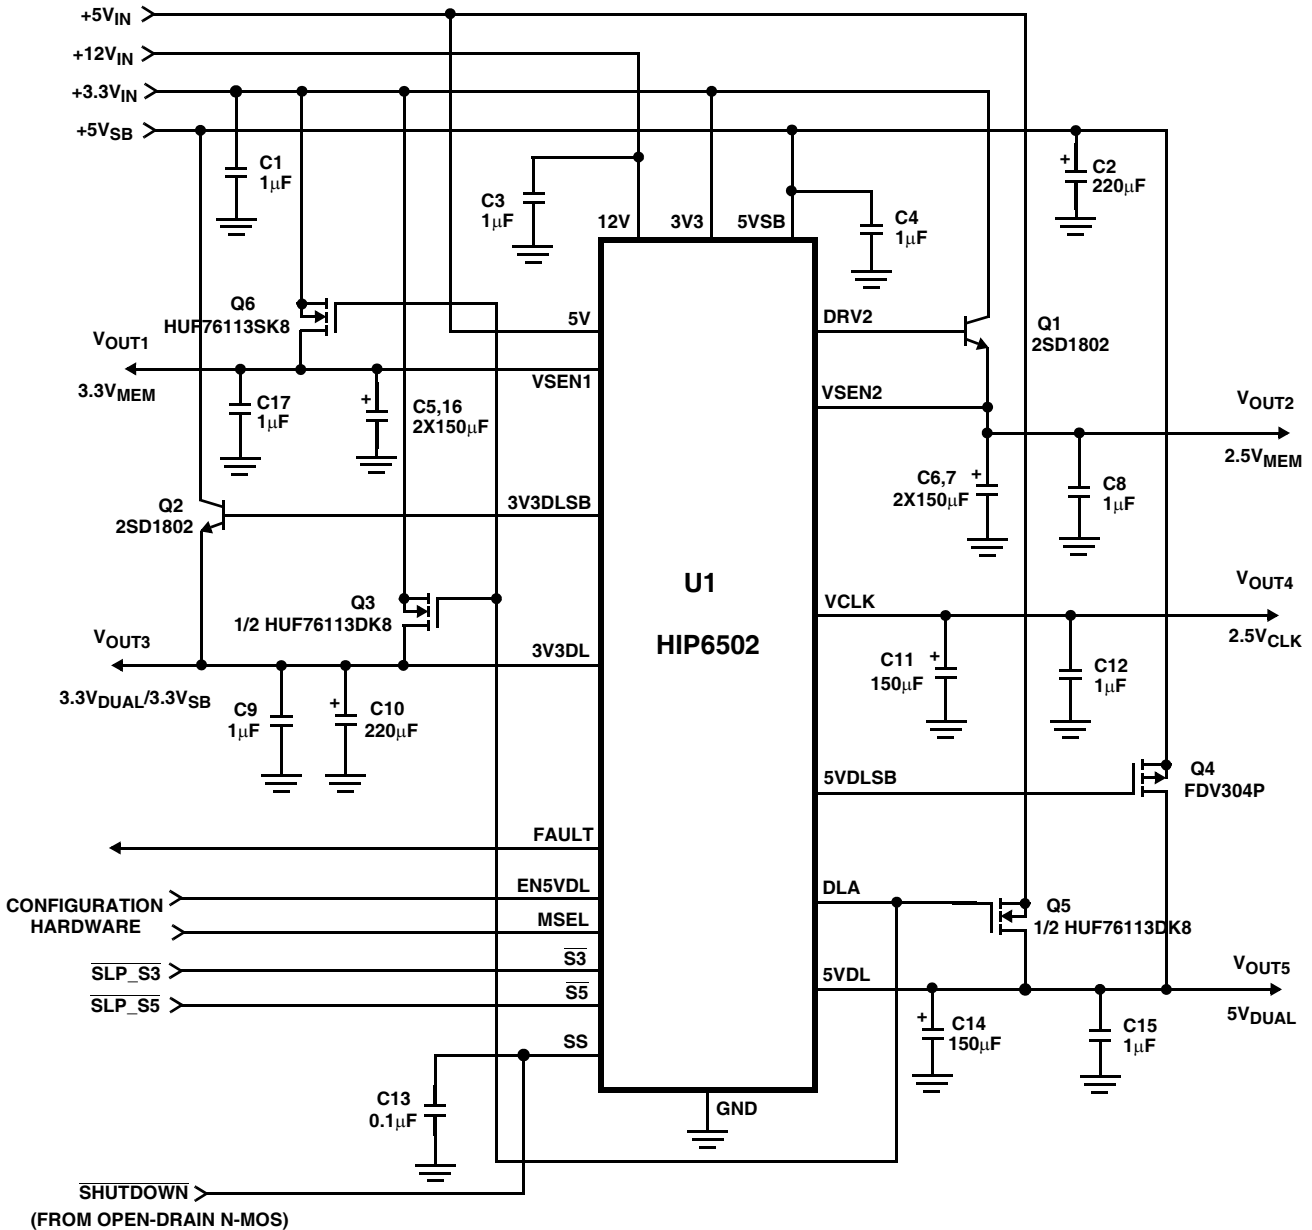 +5VIN
+12VIN
+3.3VIN
+5VSB
C1
1µF
C3
1µF
12V
3V3
5VSB
C4
1µF
C2
220µF
Q6
HUF76113SK8
5V
DRV2
Q1
2SD1802
VOUT1
3.3VMEM
VSEN1
C17
1µF
C5,16
2X150µF
VSEN2
VOUT2
2.5VMEM
C6,7
2X150µF
C8
1µF
Q2
2SD1802
3V3DLSB
U1
HIP6502
Q3
1/2 HUF76113DK8
VCLK
VOUT4
2.5VCLK
VOUT3
3.3VDUAL/3.3VSB
3V3DL
C11
150µF
C12
1µF
C9
1µF
C10
220µF
5VDLSB
Q4
FDV304P
FAULT
CONFIGURATION
HARDWARE
EN5VDL
MSEL
DLA
Q5
1/2 HUF76113DK8
SLP_S3
S3
SLP_S5
S5
5VDL
VOUT5
5VDUAL
C14
150µF
C15
1µF
SS
C13
0.1µF
GND
SHUTDOWN
(FROM OPEN-DRAIN N-MOS)
+
+
+
+
+
+